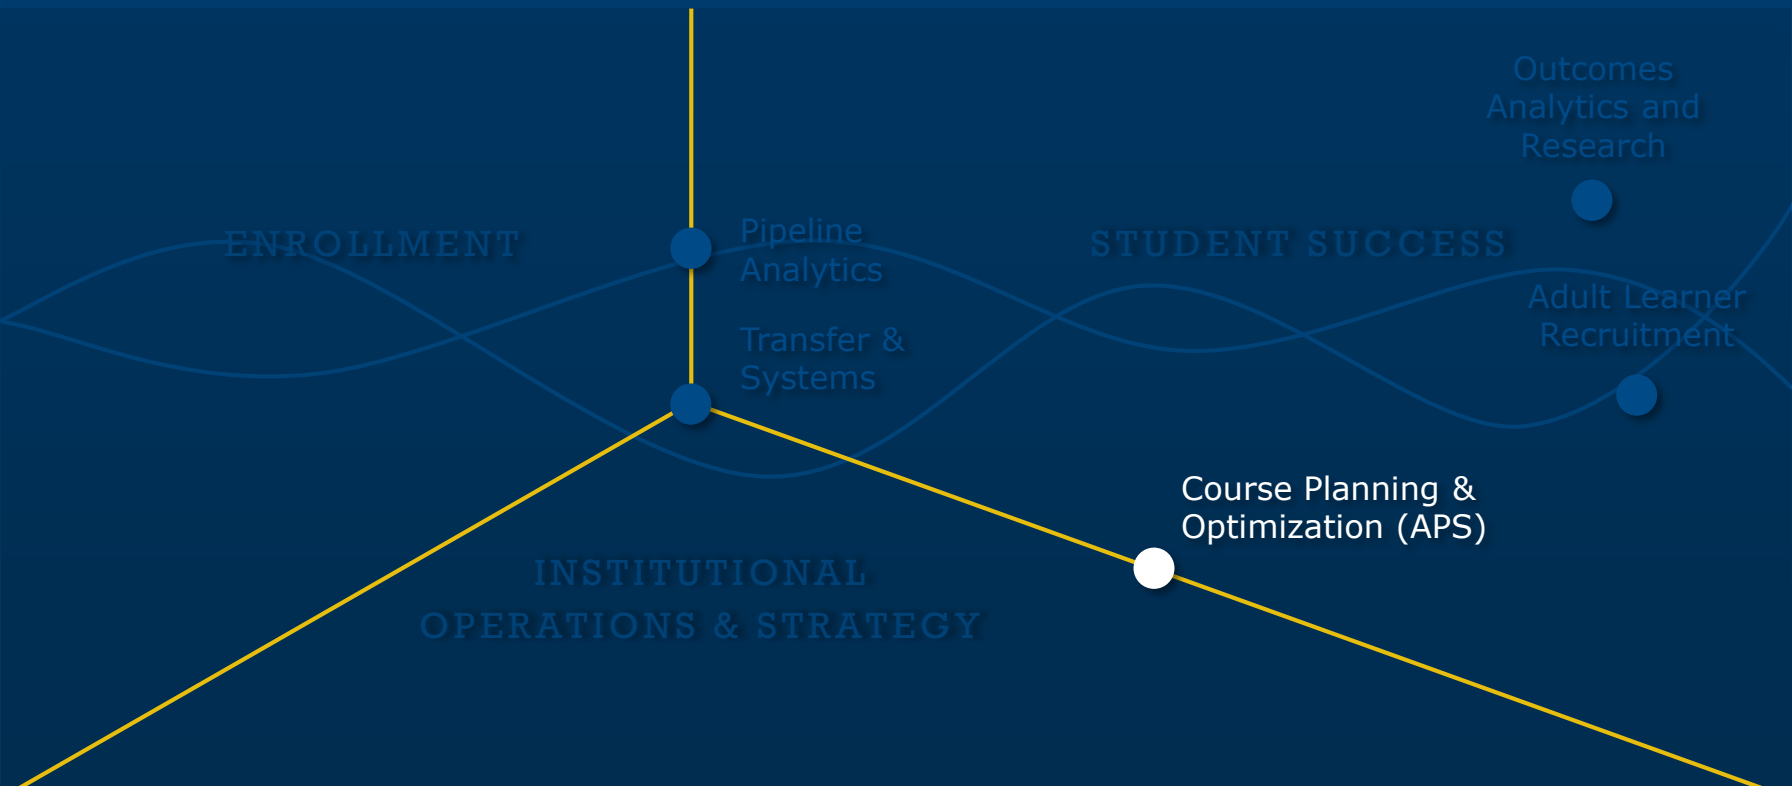 Outcomes
Analytics and
Research
ENROLLMENT
Pipeline
Analytics
STUDENT SUCCESS
Adult Learner
Recruitment
Transfer &
Systems
Course Planning &
Optimization (APS)
INSTITUTIONAL
OPERATIONS & STRATEGY